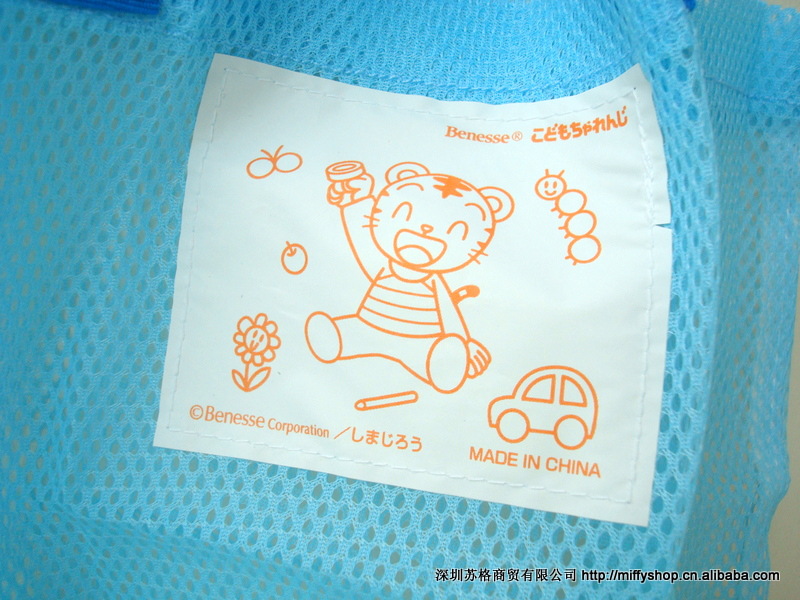 Benesse® こどもちゃれんじ
©Benesse Corporation／しまじろう
MADE IN CHINA
深圳苏格商贸有限公司 http://miffyshop.cn.alibaba.com